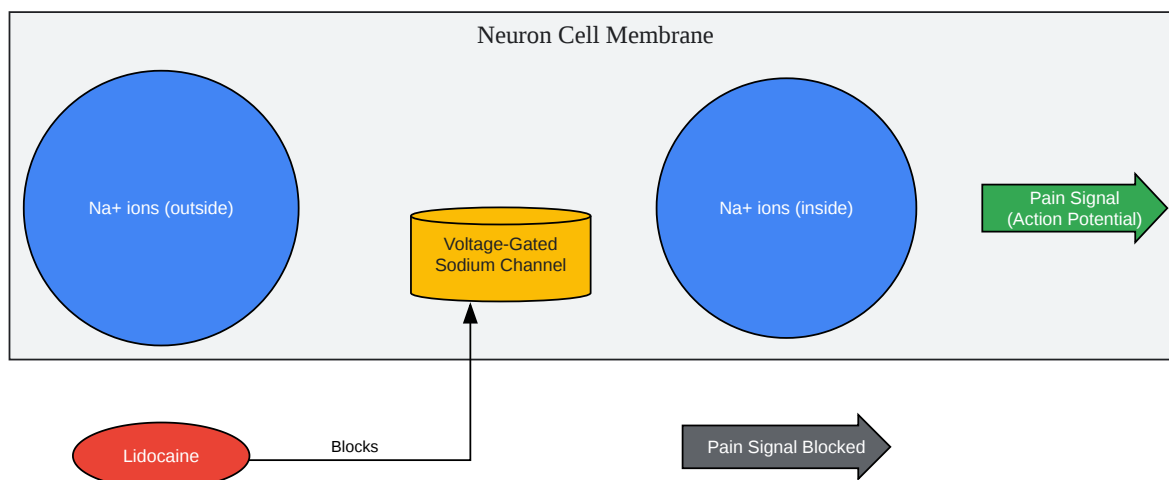 Neuron Cell Membrane
Na+ ions (outside)
Voltage-Gated
Sodium Channel
Na+ ions (inside)
Pain Signal
(Action Potential)
Lidocaine
Blocks
Pain Signal Blocked